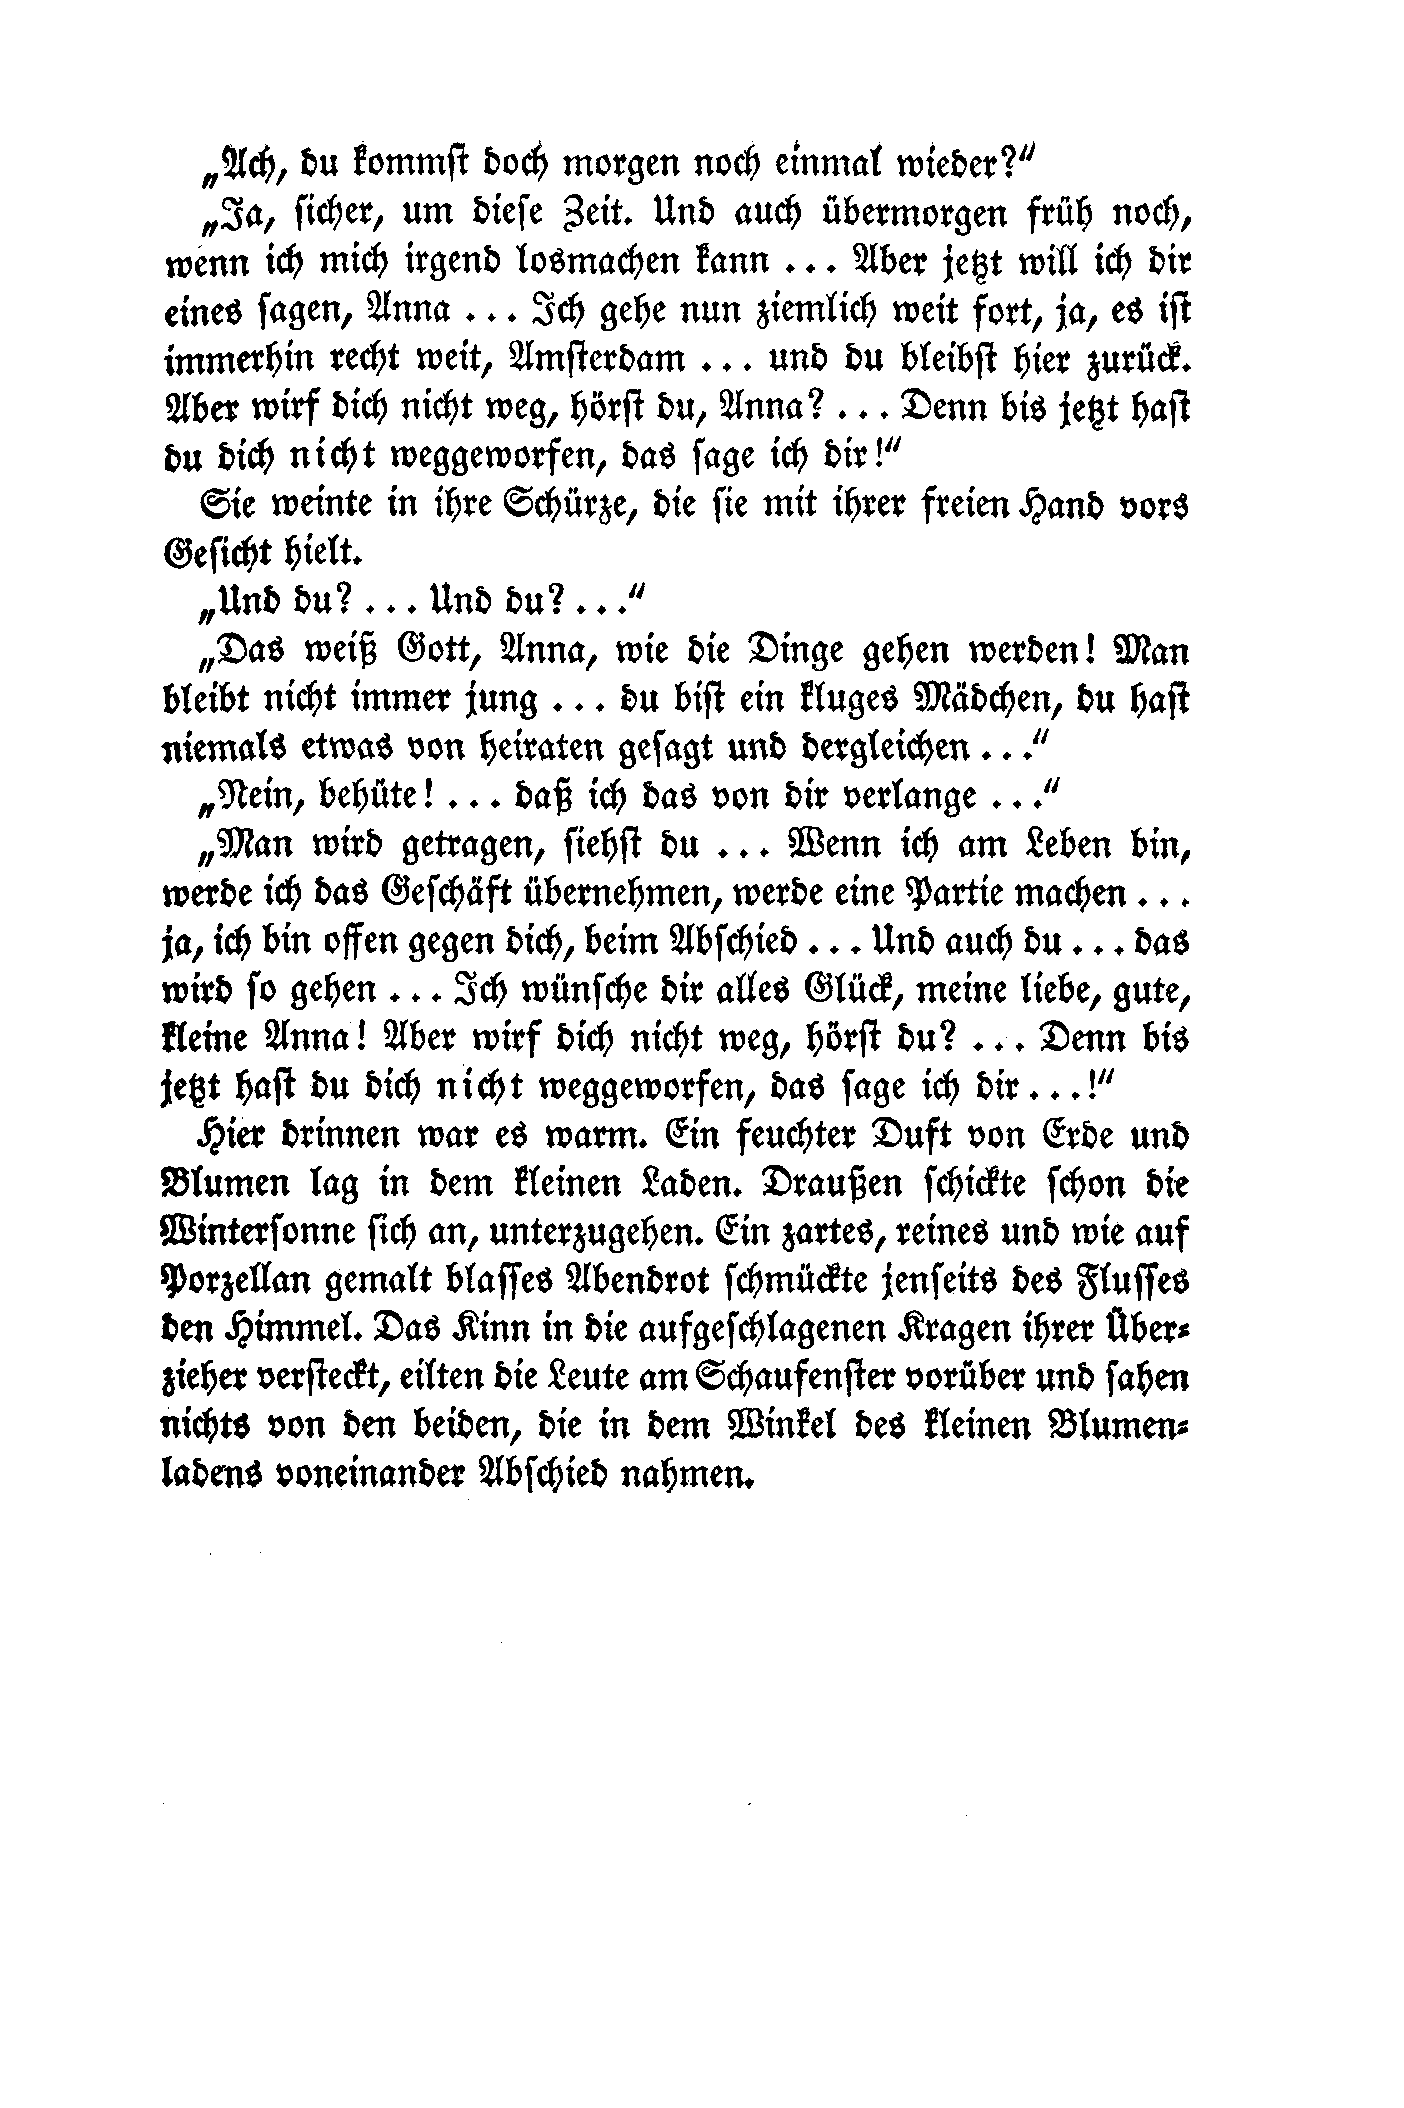 „Ach, du kommst doch morgen noch einmal wieder?“
„Ja, sicher, um diese Zeit. Und auch übermorgen früh noch,
wenn ich mich irgend losmachen kann ... Aber jetzt will ich dir
eines sagen, Anna ... Ich gehe nun ziemlich weit fort, ja, es ist
immerhin recht weit, Amsterdam ... und du bleibst hier zurück.
Aber wirf dich nicht weg, hörst du, Anna? ... Denn bis jetzt hast
du dich nicht weggeworfen, das sage ich dir!“
Sie weinte in ihre Schürze, die sie mit ihrer freien Hand vors
Gesicht hielt.
„Und du? ... Und du? ...“
„Das weiß Gott, Anna, wie die Dinge gehen werden! Man
bleibt nicht immer jung ... du bist ein kluges Mädchen, du hast
niemals etwas von heiraten gesagt und dergleichen ...“
„Nein, behüte! ... daß ich das von dir verlange ...“
„Man wird getragen, siehst du ... Wenn ich am Leben bin,
werde ich das Geschäft übernehmen, werde eine Partie machen ...
ja, ich bin offen gegen dich, beim Abschied ... Und auch du ... das
wird so gehen ... Ich wünsche dir alles Glück, meine liebe, gute,
kleine Anna! Aber wirf dich nicht weg, hörst du? ... Denn bis
jetzt hast du dich nicht weggeworfen, das sage ich dir ...!“
Hier drinnen war es warm. Ein feuchter Duft von Erde und
Blumen lag in dem kleinen Laden. Draußen schickte schon die
Wintersonne sich an, unterzugehen. Ein zartes, reines und wie auf
Porzellan gemalt blasses Abendrot schmückte jenseits des Flusses
den Himmel. Das Kinn in die aufgeschlagenen Kragen ihrer Über-
zieher versteckt, eilten die Leute am Schaufenster vorüber und sahen
nichts von den beiden, die in dem Winkel des kleinen Blumen-
ladens voneinander Abschied nahmen.